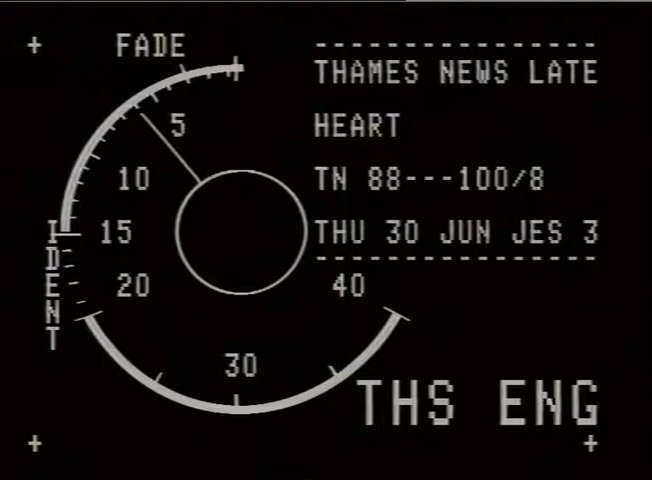 FADE
----------------
THAMES NEWS LATE
HEART
TN 88---100/8
THU 30 JUN JES 3
----------------
5
10
15
20
30
40
IDENT
THS ENG